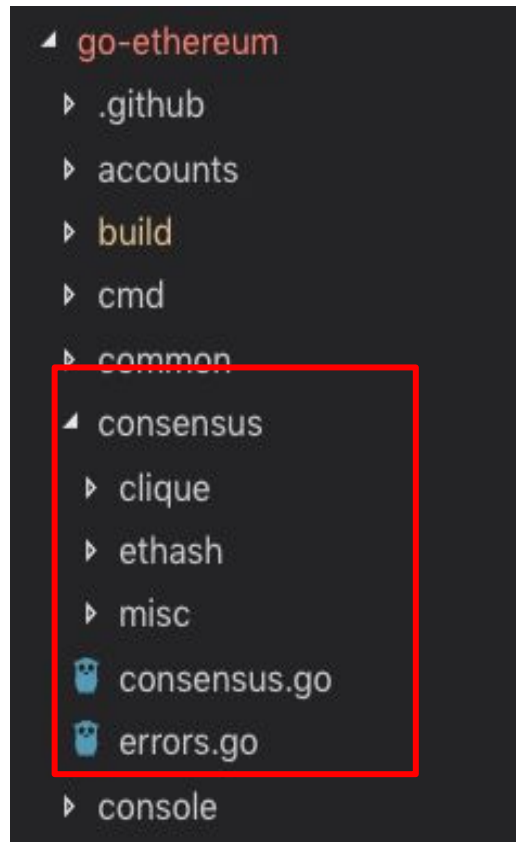 go-ethereum
.github
accounts
build
cmd
common
consensus
clique
ethash
misc
consensus.go
errors.go
console